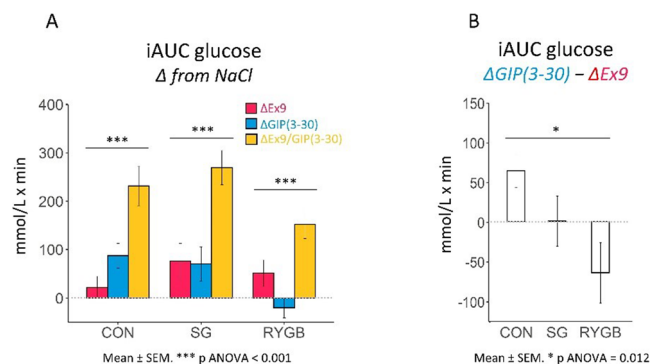 A
iAUC glucose
Δ from NaCl
mmol/L x min
400
300
200
100
0
ΔEx9
ΔGIP(3-30)
ΔEx9/GIP(3-30)
***
***
***
CON SG RYGB
Mean ± SEM. *** p ANOVA < 0.001
B
iAUC glucose
ΔGIP(3-30) – ΔEx9
mmol/L x min
150
100
50
0
-50
-100
*
CON SG RYGB
Mean ± SEM. * p ANOVA = 0.012